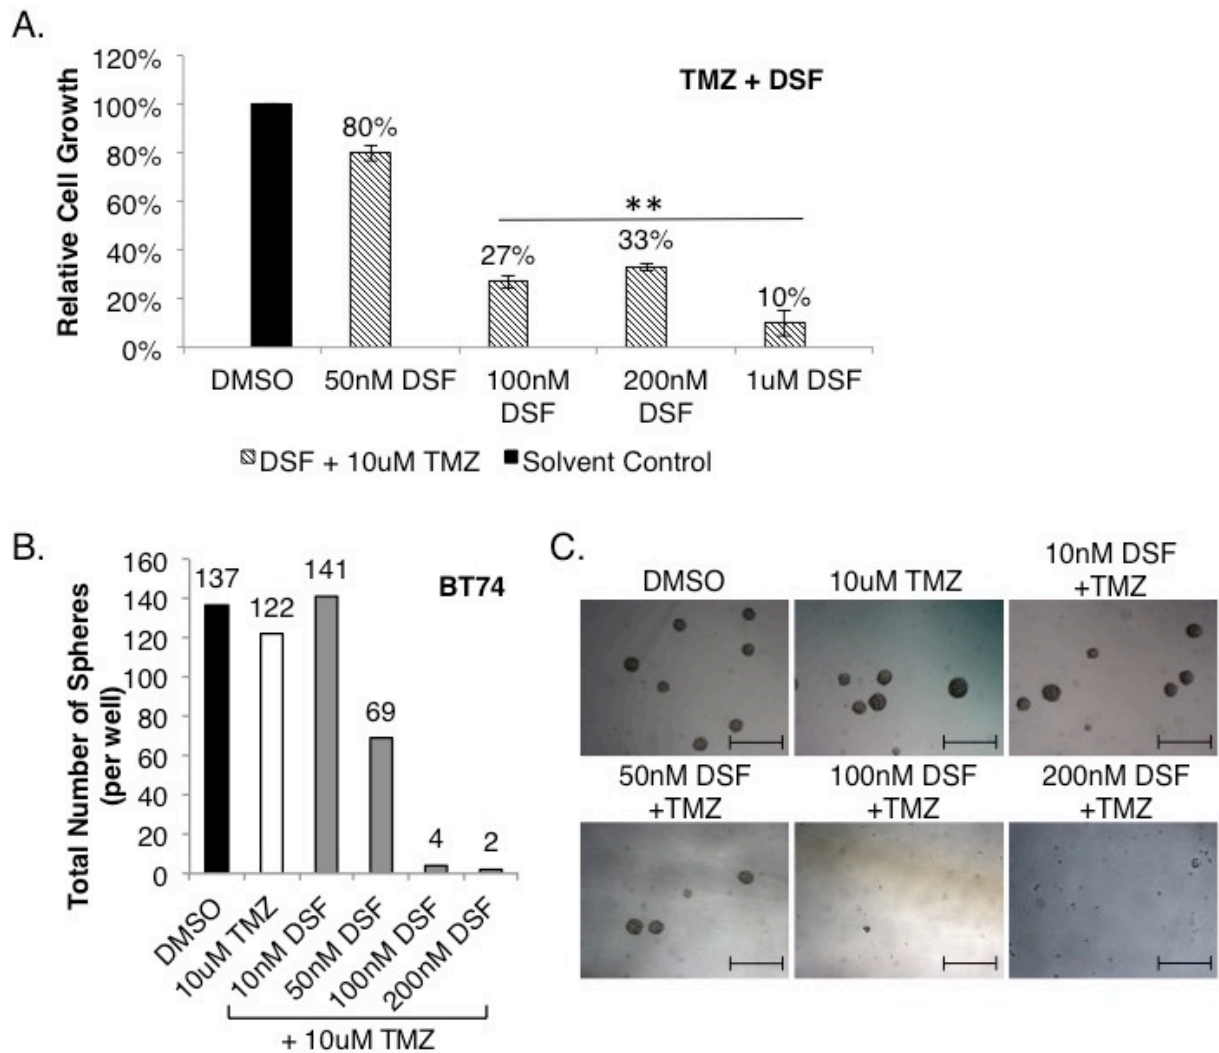 A.
TMZ + DSF
Relative Cell Growth
120%
100%
80%
60%
40%
20%
0%
80%
27%
**
33%
10%
DMSO
50nM DSF
100nM
DSF
200nM
DSF
1uM DSF
DSF + 10uM TMZ
Solvent Control
B.
BT74
Total Number of Spheres
(per well)
160
140
120
100
80
60
40
20
0
137
122
141
69
4
2
DMSO
10uM TMZ
10nM DSF
50nM DSF
100nM DSF
200nM DSF
+ 10uM TMZ
C.
DMSO
10uM TMZ
10nM DSF
+TMZ
50nM DSF
+TMZ
100nM DSF
+TMZ
200nM DSF
+TMZ